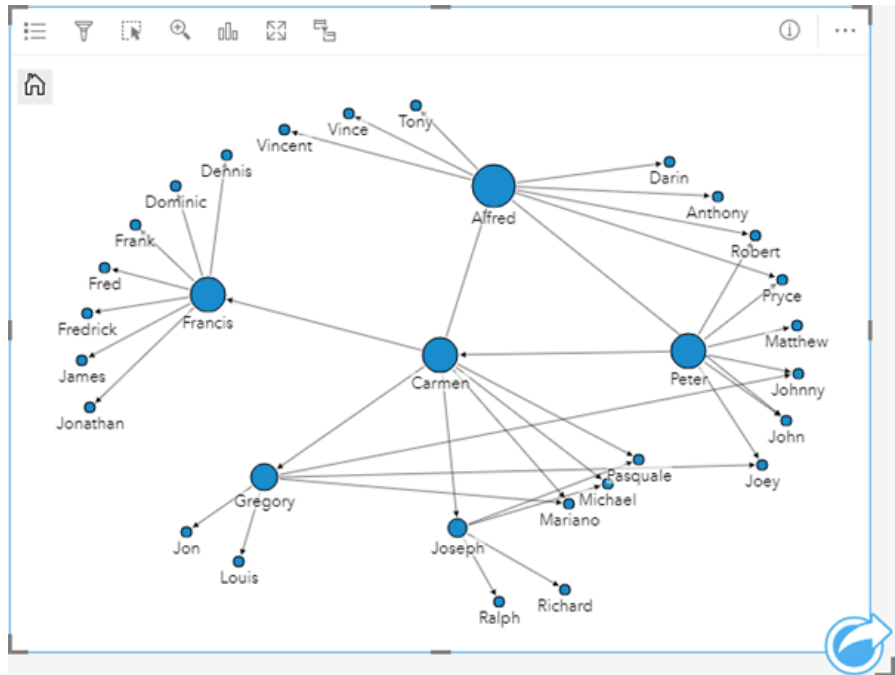 Tony
Vince
Vincent
Dennis
Darin
Dominic
Anthony
Alfred
Frank
Robert
Fred
Pryce
Francis
Fredrick
Matthew
James
Carmen
Peter
Johnny
Jonathan
John
Pasquale
Joey
Gregory
Michael
Mariano
Jon
Joseph
Louis
Richard
Ralph